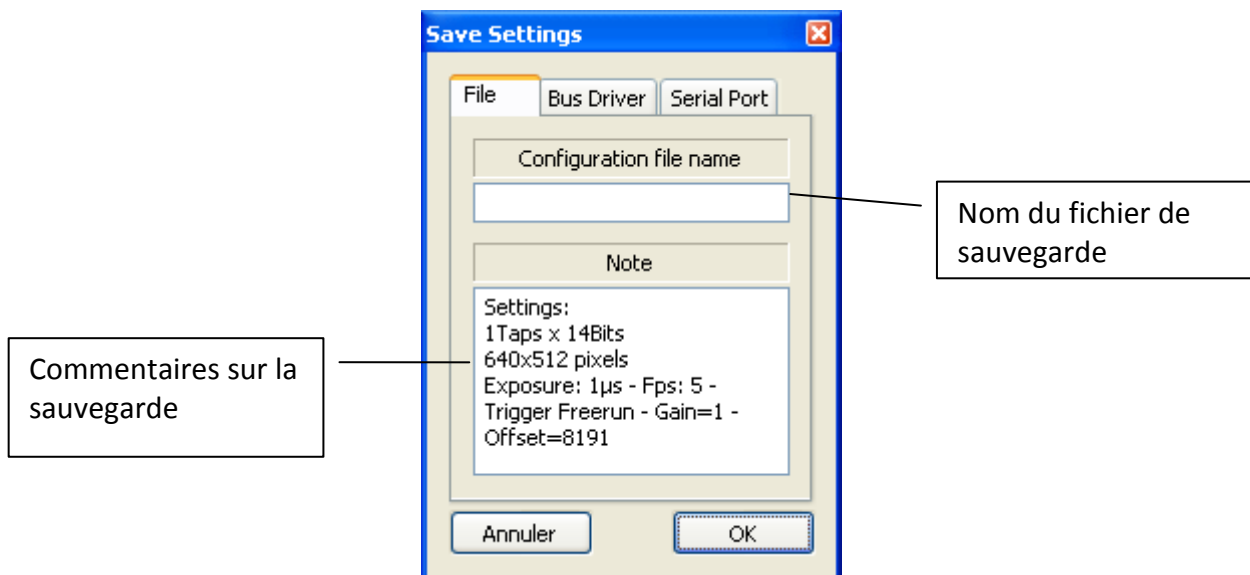 Save Settings
File
Bus Driver
Serial Port
Configuration file name
Nom du fichier de
sauvegarde
Note
Settings:
1Taps x 14Bits
640x512 pixels
Exposure: 1µs - Fps: 5 -
Trigger Freerun - Gain=1 -
Offset=8191
Commentaires sur la
sauvegarde
Annuler
OK